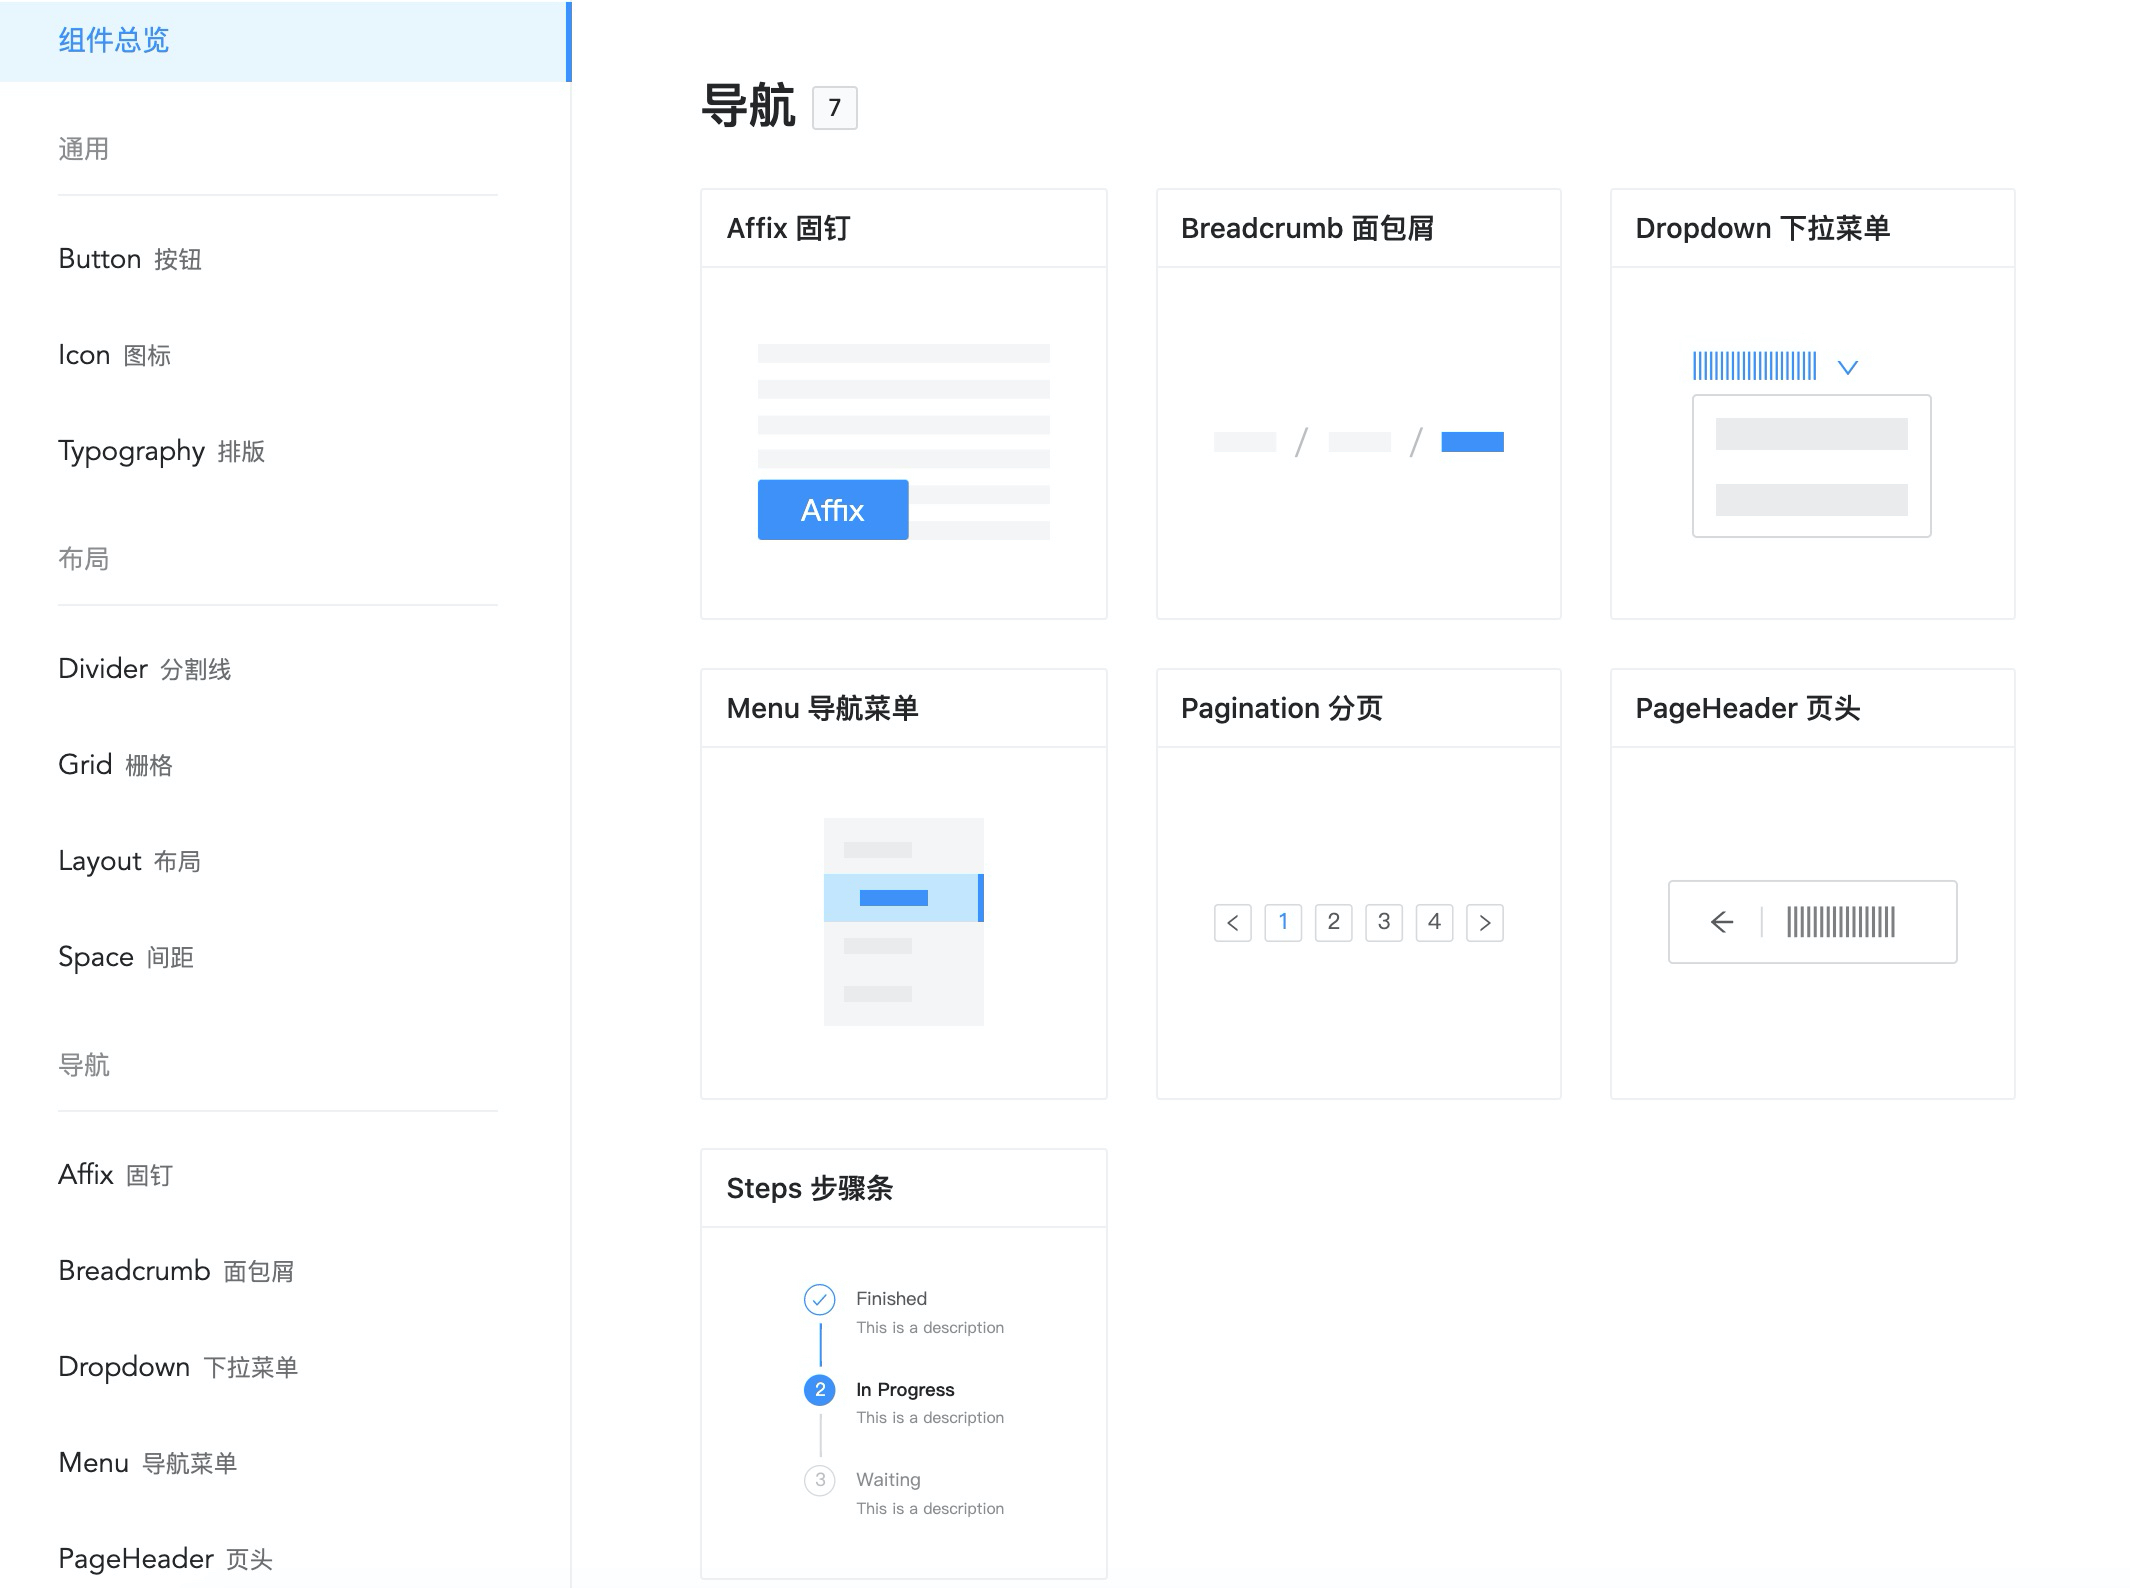 组件总览
通用
Button 按钮
Icon 图标
Typography 排版
布局
Divider 分割线
Grid 栅格
Layout 布局
Space 间距
导航
Affix 固钉
Breadcrumb 面包屑
Dropdown 下拉菜单
Menu 导航菜单
PageHeader 页头
导航 7
Affix 固钉
Affix
Breadcrumb 面包屑
/ /
Dropdown 下拉菜单
Menu 导航菜单
Pagination 分页
< 1 2 3 4 >
PageHeader 页头
Steps 步骤条
Finished
This is a description
2 In Progress
This is a description
3 Waiting
This is a description